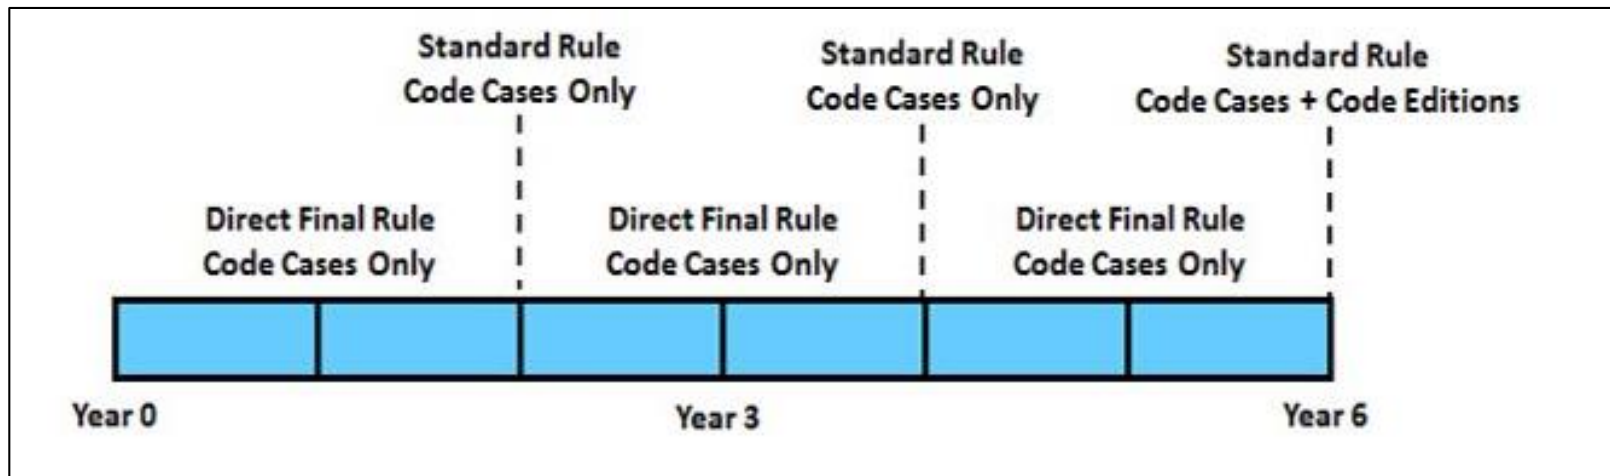 Standard Rule
Code Cases Only
Standard Rule
Code Cases Only
Standard Rule
Code Cases + Code Editions
Direct Final Rule
Code Cases Only
Direct Final Rule
Code Cases Only
Direct Final Rule
Code Cases Only
Year 0
Year 3
Year 6